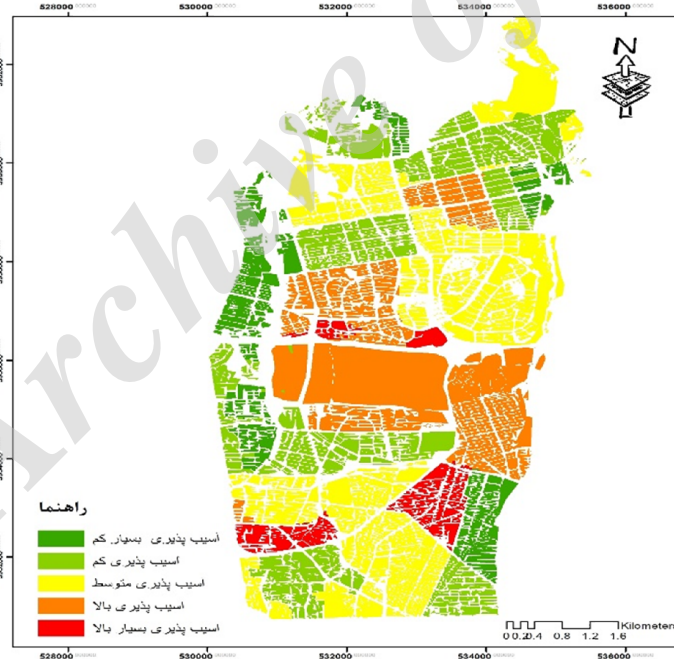 528000 530000 532000 534000 536000
N
Archive of
راهنما
آسیب پذیری بسیار کم
آسیب پذیری کم
آسیب پذیری متوسط
آسیب پذیری بالا
آسیب پذیری بسیار بالا
Kilometers
0 0.2 0.4 0.8 1.2 1.6
528000 530000 532000 534000 536000